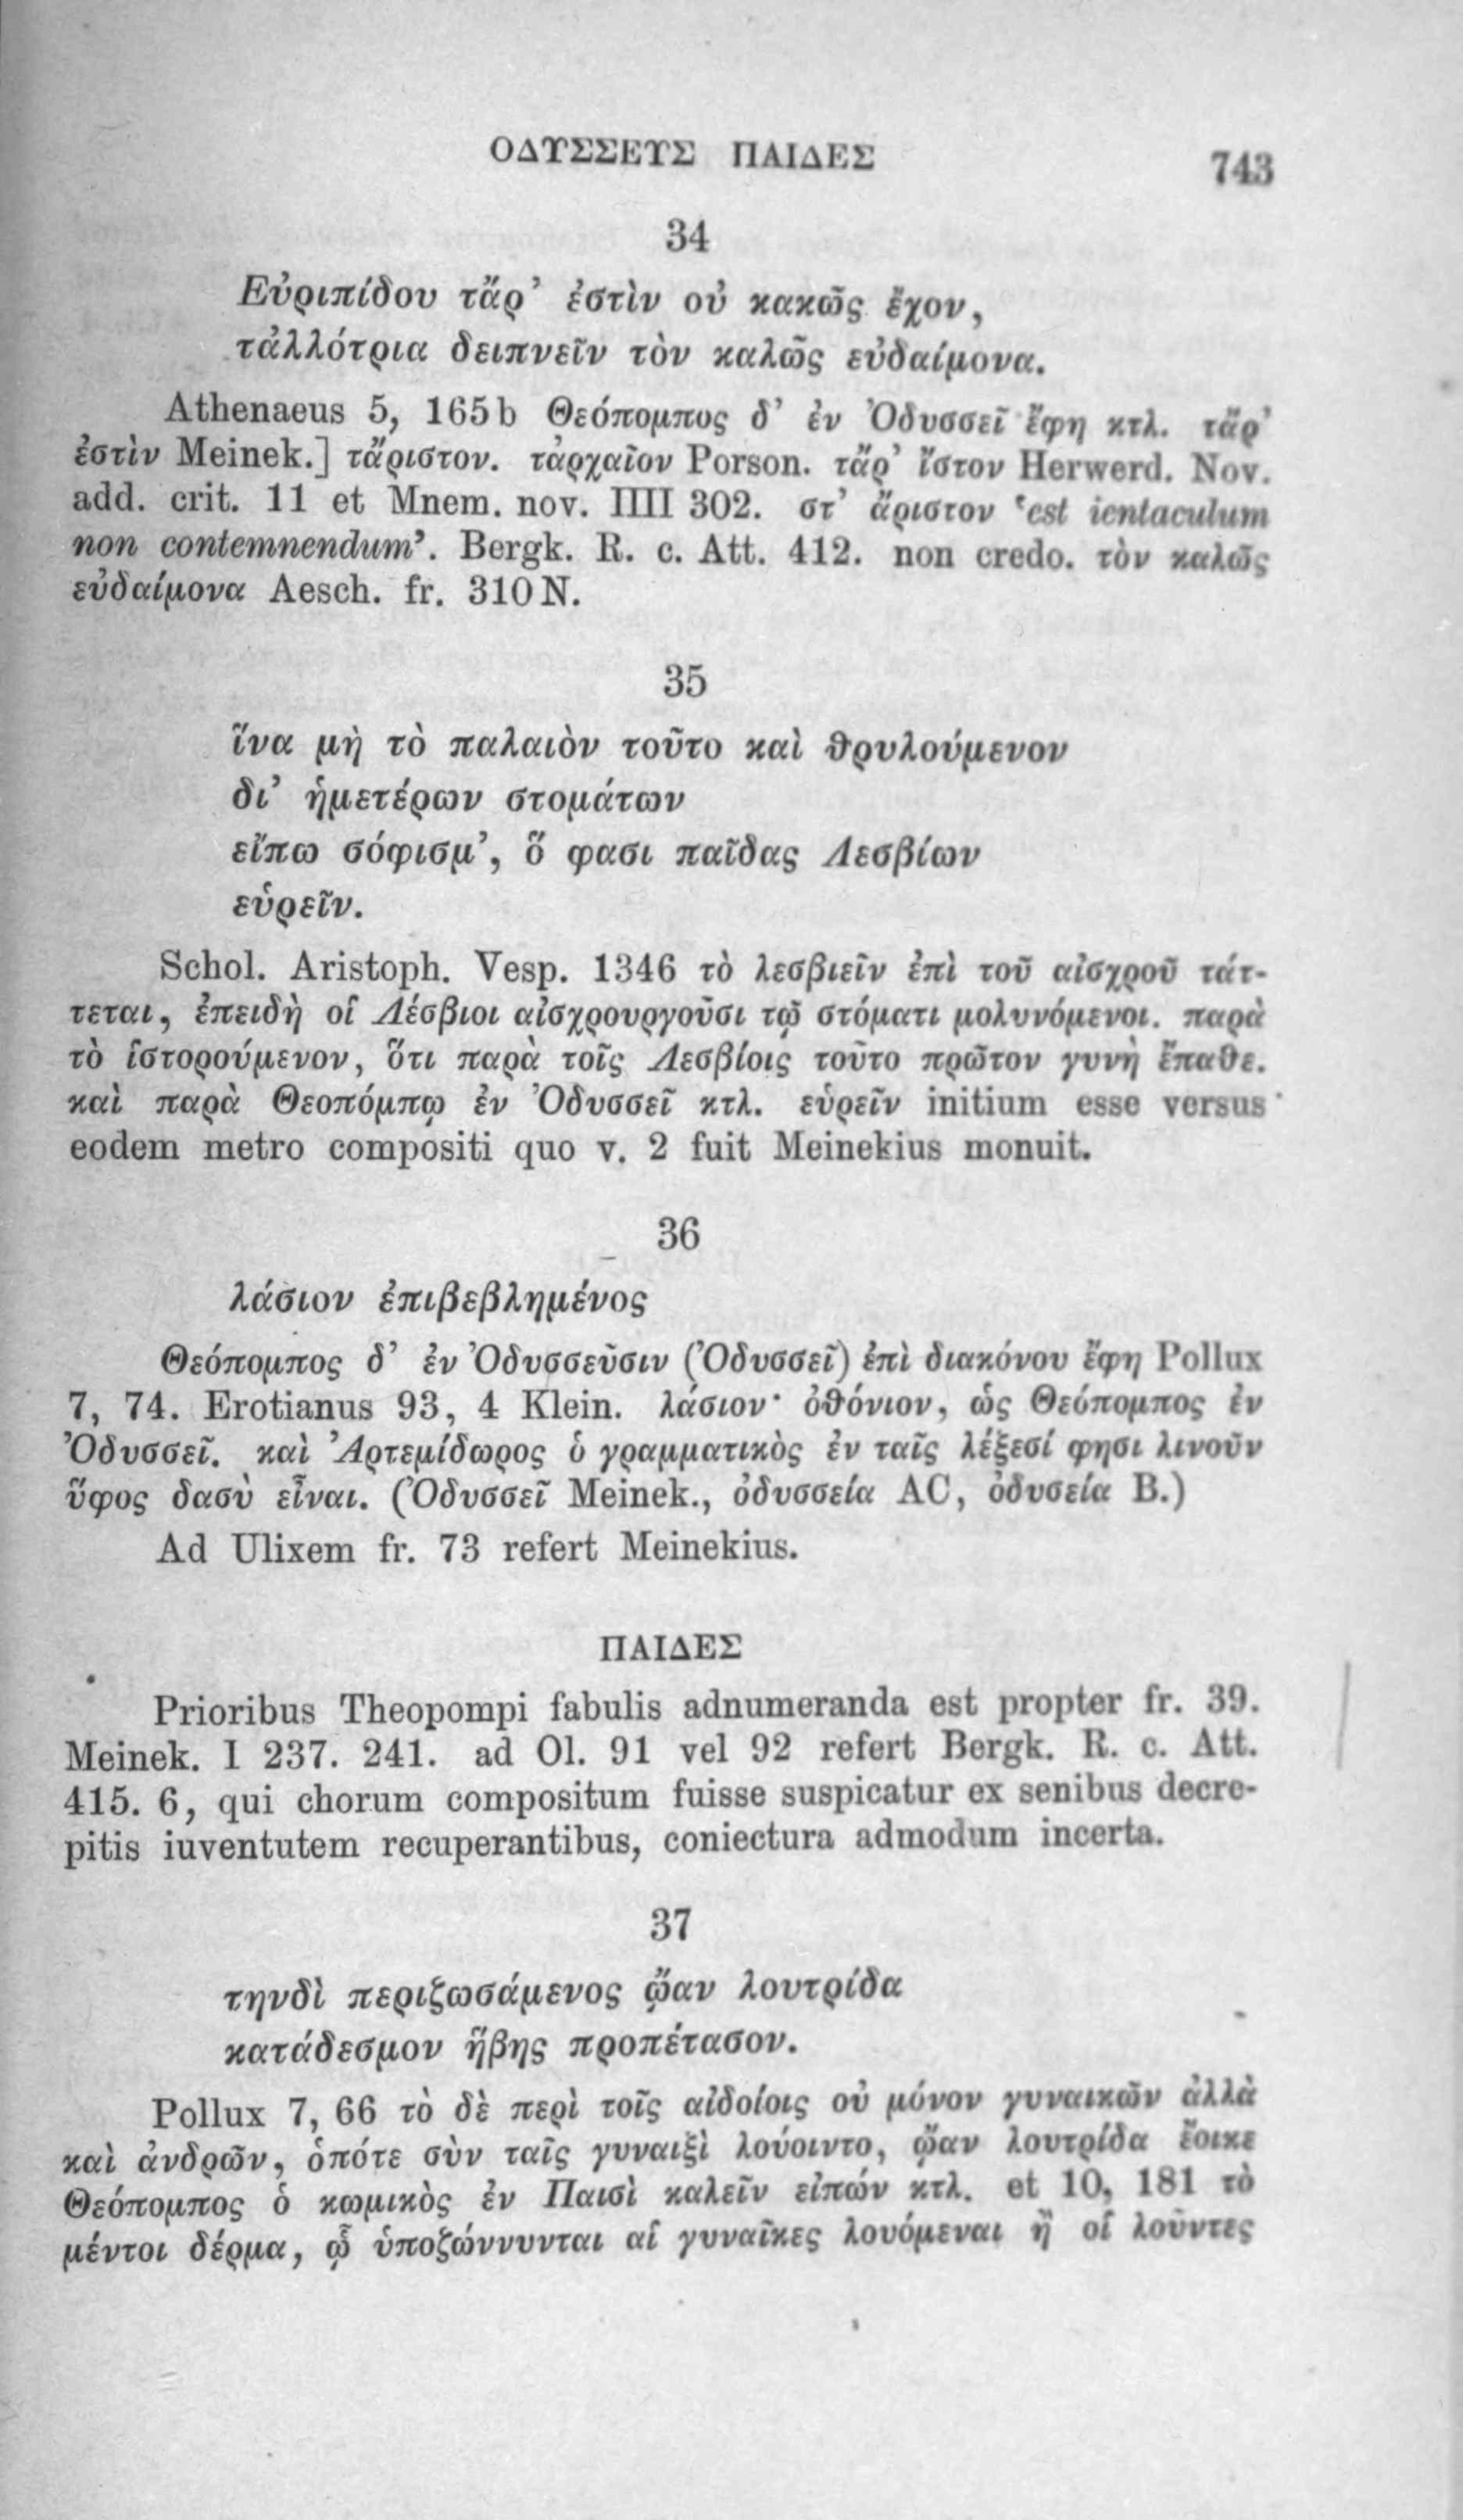 ΟΔΥΣΣΕΥΣ ΠΑΙΔΕΣ 743
34
Εὐριπίδου τἄρ’ ἐστὶν οὐ κακῶς ἔχον,
τἀλλότρια δειπνεῖν τὸν καλῶς εὐδαίμονα.
Athenaeus 5, 165b Θεόπομπος δ’ ἐν Ὀδυσσεῖ ἔφη κτλ. τἄρ’
ἐστὶν Meinek.] τἄριστον. τἀρχαῖον Porson. τἄρ’ ἴστον Herwerd. Nov.
add. crit. 11 et Mnem. nov. IIII 302. στ’ ἄριστον ‘est ientaculum
non contemnendum’. Bergk. R. c. Att. 412. non credo. τὸν καλῶς
εὐδαίμονα Aesch. fr. 310 N.
35
ἵνα μὴ τὸ παλαιὸν τοῦτο καὶ θρυλούμενον
δι’ ἡμετέρων στομάτων
εἴπω σόφισμ’, ὅ φασι παῖδας Λεσβίων
εὑρεῖν.
Schol. Aristoph. Vesp. 1346 τὸ λεσβιεῖν ἐπὶ τοῦ αἰσχροῦ τάτ-
τεται, ἐπειδὴ οἱ Λέσβιοι αἰσχρουργοῦσι τῷ στόματι μολυνόμενοι. παρὰ
τὸ ἱστορούμενον, ὅτι παρὰ τοῖς Λεσβίοις τοῦτο πρῶτον γυνὴ ἔπαθε.
καὶ παρὰ Θεοπόμπῳ ἐν Ὀδυσσεῖ κτλ. εὑρεῖν initium esse versus
eodem metro compositi quo v. 2 fuit Meinekius monuit.
36
λάσιον ἐπιβεβλημένος
Θεόπομπος δ’ ἐν Ὀδυσσεῦσιν (Ὀδυσσεῖ) ἐπὶ διακόνου ἔφη Pollux
7, 74. Erotianus 93, 4 Klein. λάσιον· ὀθόνιον, ὡς Θεόπομπος ἐν
Ὀδυσσεῖ. καὶ Ἀρτεμίδωρος ὁ γραμματικὸς ἐν ταῖς λέξεσί φησι λινοῦν
ὕφος δασὺ εἶναι. (Ὀδυσσεῖ Meinek., ὀδυσσεία AC, ὀδυσεία B.)
Ad Ulixem fr. 73 refert Meinekius.
ΠΑΙΔΕΣ
Prioribus Theopompi fabulis adnumeranda est propter fr. 39.
Meinek. I 237. 241. ad Ol. 91 vel 92 refert Bergk. R. c. Att.
415. 6, qui chorum compositum fuisse suspicatur ex senibus decre-
pitis iuventutem recuperantibus, coniectura admodum incerta.
37
τηνδὶ περιζωσάμενος ᾤαν λουτρίδα
κατάδεσμον ἥβης προπέτασον.
Pollux 7, 66 τὸ δὲ περὶ τοῖς αἰδοίοις οὐ μόνον γυναικῶν ἀλλὰ
καὶ ἀνδρῶν, ὁπότε σὺν ταῖς γυναιξὶ λούοιντο, ᾤαν λουτρίδα ἔοικε
Θεόπομπος ὁ κωμικὸς ἐν Παισὶ καλεῖν εἰπών κτλ. et 10, 181 τὸ
μέντοι δέρμα, ᾧ ὑποζώννυνται αἱ γυναῖκες λουόμεναι ἢ οἱ λοῦντες